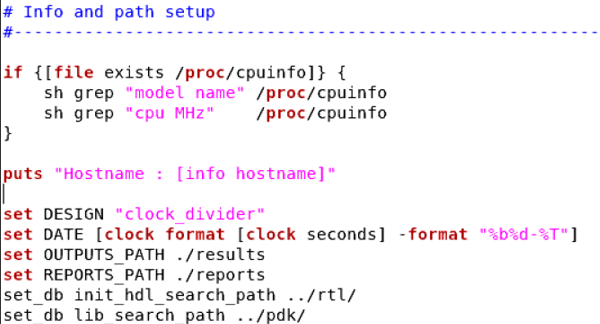 # Info and path setup
#----------------------------------------------------------
if {[file exists /proc/cpuinfo]} {
    sh grep "model name" /proc/cpuinfo
    sh grep "cpu MHz"    /proc/cpuinfo
}
puts "Hostname : [info hostname]"
set DESIGN "clock_divider"
set DATE [clock format [clock seconds] -format "%b%d-%T"]
set OUTPUTS_PATH ./results
set REPORTS_PATH ./reports
set_db init_hdl_search_path ../rtl/
set_db lib_search_path ../pdk/